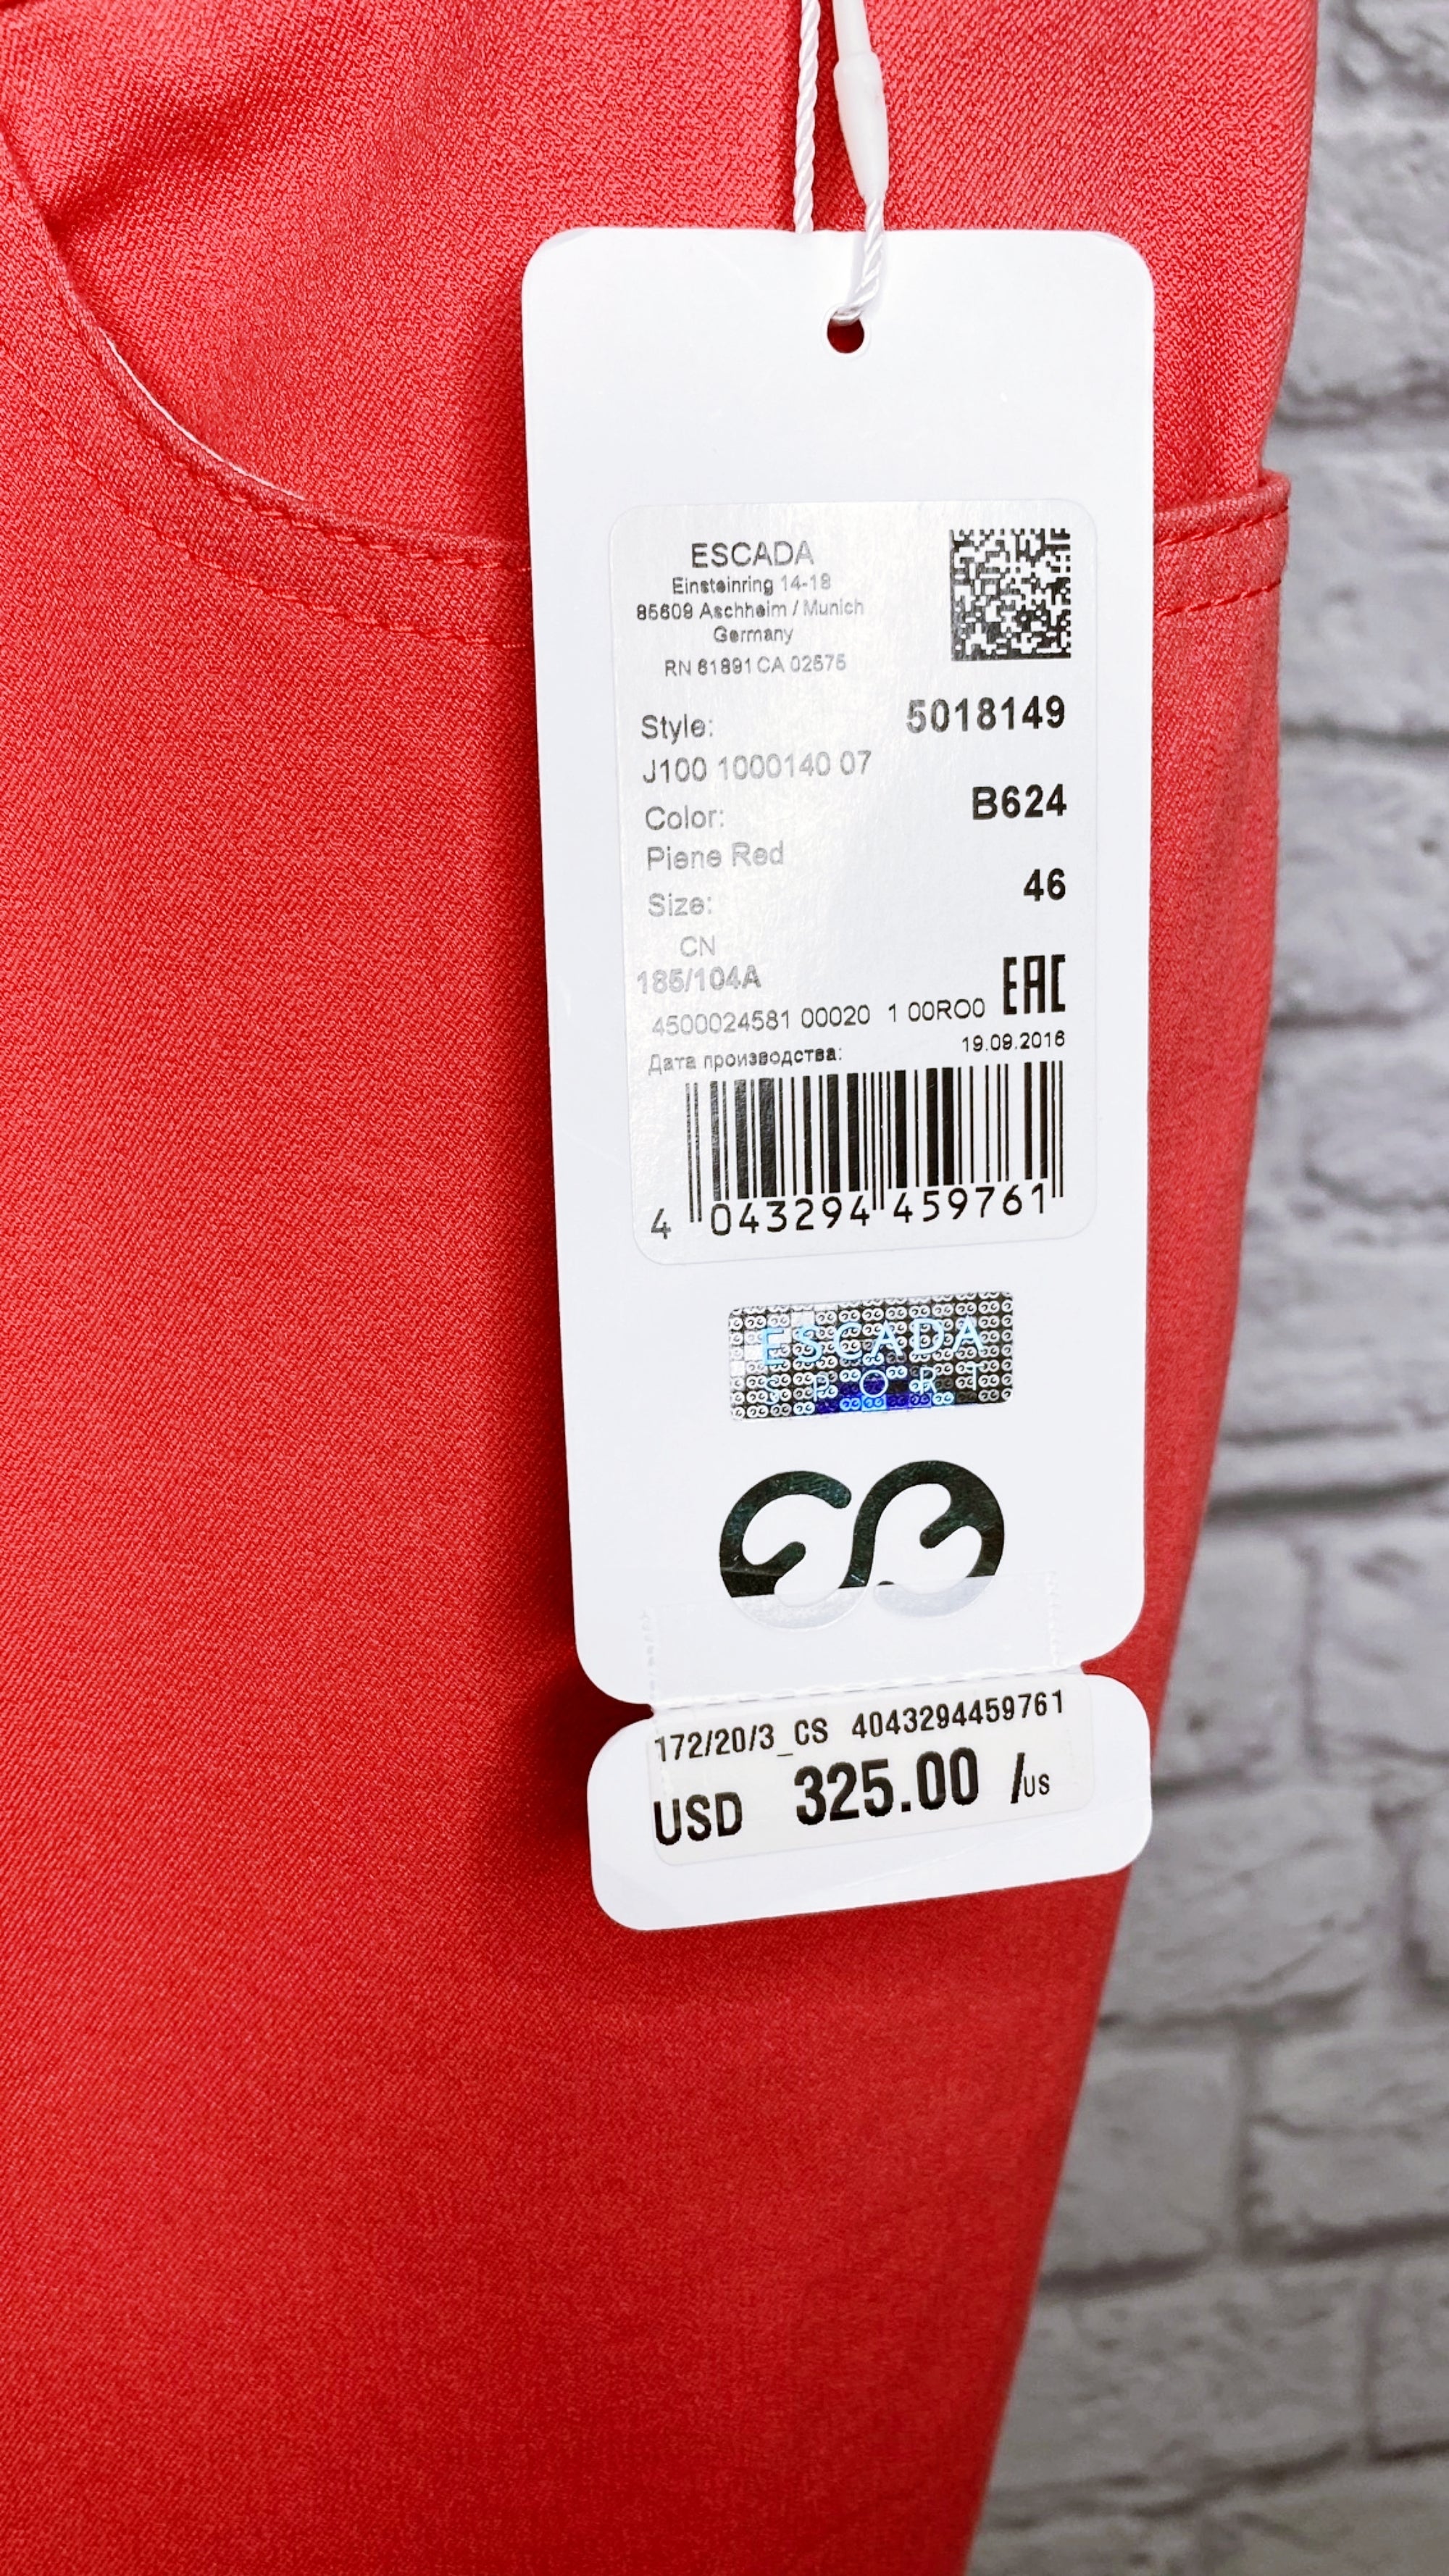 ESCADA
Einsteinring 14-18
85609 Aschheim / Munich
Germany
RN 61891 CA 02575
Style: 5018149
J100 1000140 07
Color: B624
Piene Red
Size: 46
CN
185/104A
EAC
4500024581 00020 1 00RO0
Дата производства: 19.09.2016
4 043294 459761
ESCADA
SPORT
172/20/3_CS 4043294459761
USD 325.00 /US